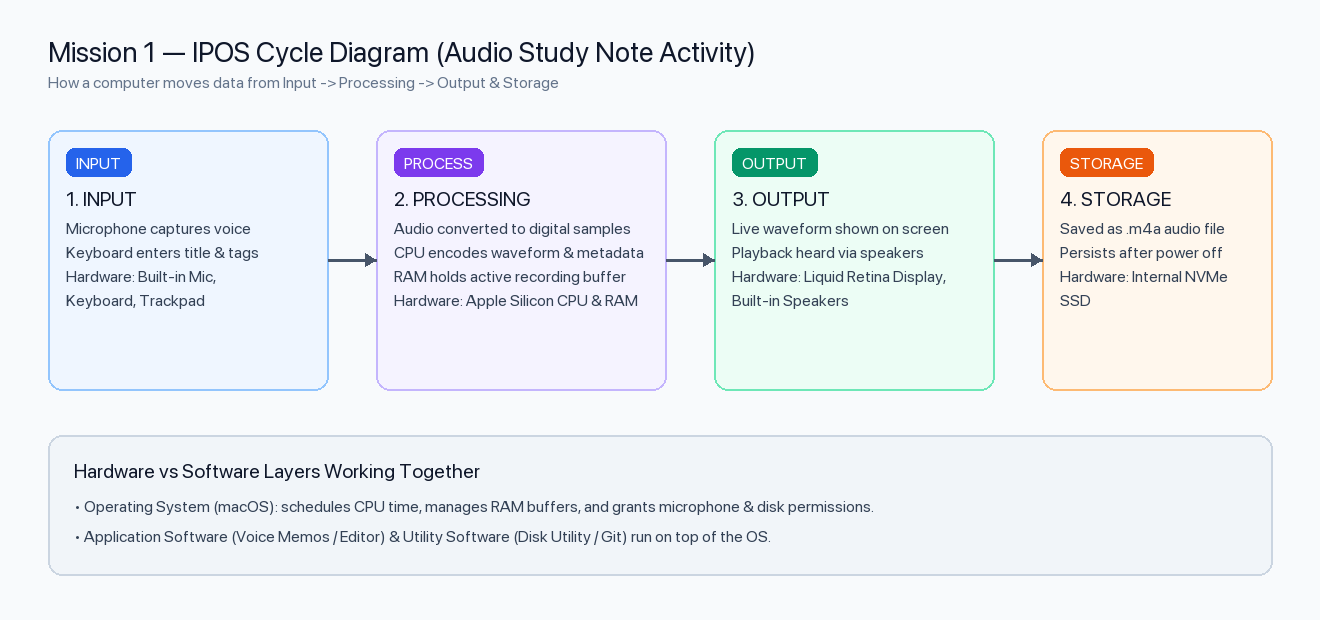 Mission 1 — IPOS Cycle Diagram (Audio Study Note Activity)
How a computer moves data from Input -> Processing -> Output & Storage
INPUT
1. INPUT
Microphone captures voice
Keyboard enters title & tags
Hardware: Built-in Mic,
Keyboard, Trackpad
PROCESS
2. PROCESSING
Audio converted to digital samples
CPU encodes waveform & metadata
RAM holds active recording buffer
Hardware: Apple Silicon CPU & RAM
OUTPUT
3. OUTPUT
Live waveform shown on screen
Playback heard via speakers
Hardware: Liquid Retina Display,
Built-in Speakers
STORAGE
4. STORAGE
Saved as .m4a audio file
Persists after power off
Hardware: Internal NVMe
SSD
Hardware vs Software Layers Working Together
• Operating System (macOS): schedules CPU time, manages RAM buffers, and grants microphone & disk permissions.
• Application Software (Voice Memos / Editor) & Utility Software (Disk Utility / Git) run on top of the OS.